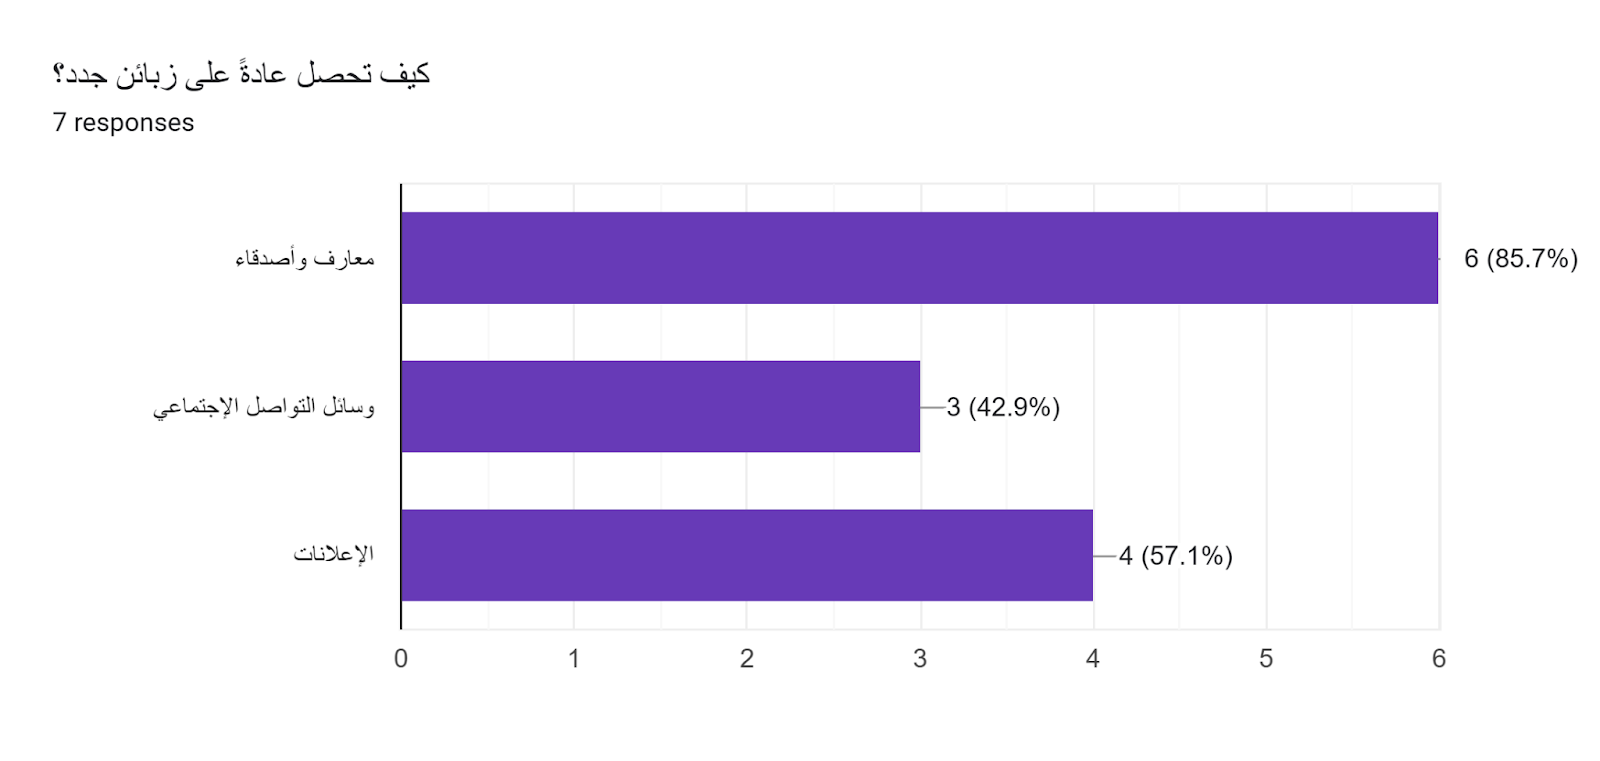 كيف تحصل عادةً على زبائن جدد؟
7 responses
معارف وأصدقاء
6 (85.7%)
وسائل التواصل الإجتماعي
3 (42.9%)
الإعلانات
4 (57.1%)
0 1 2 3 4 5 6